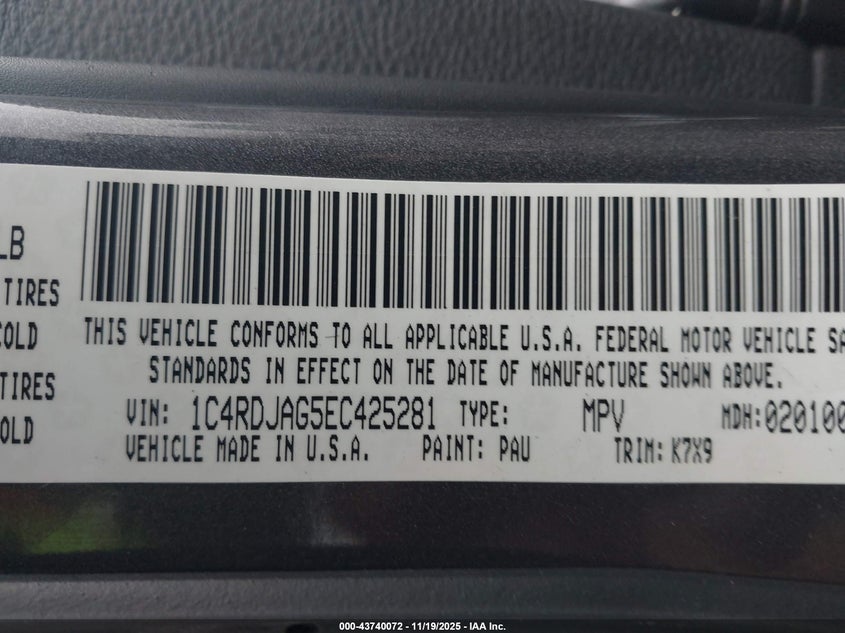 LB
TIRES
COLD
TIRES
OLD
THIS VEHICLE CONFORMS TO ALL APPLICABLE U.S.A. FEDERAL MOTOR VEHICLE SA
STANDARDS IN EFFECT ON THE DATE OF MANUFACTURE SHOWN ABOVE.
VIN: 1C4RDJAG5EC425281 TYPE: MPV MDH:020100
VEHICLE MADE IN U.S.A. PAINT: PAU TRIM: K7X9
000-43740072 - 11/19/2025 - IAA Inc.